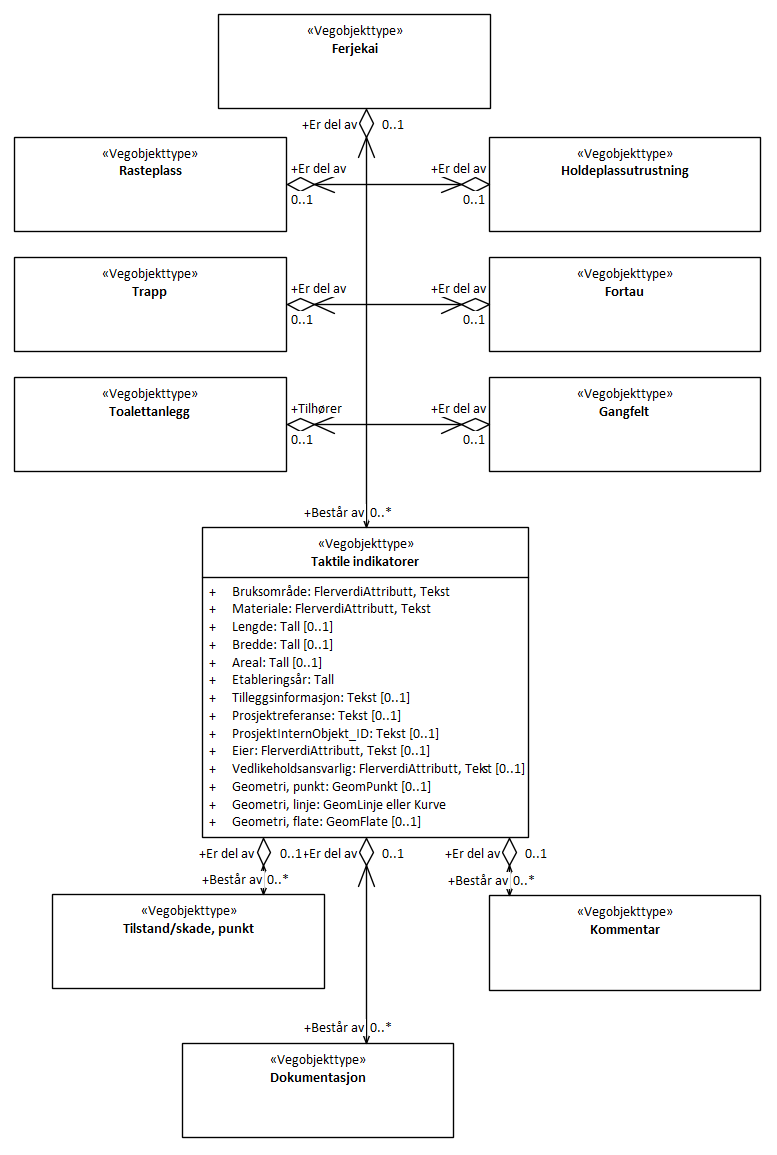 «Vegobjekttype»
Ferjekai
+Er del av 0..1
«Vegobjekttype»
Rasteplass
+Er del av
0..1
«Vegobjekttype»
Holdeplassutrustning
+Er del av
0..1
«Vegobjekttype»
Trapp
+Er del av
0..1
«Vegobjekttype»
Fortau
+Er del av
0..1
«Vegobjekttype»
Toalettanlegg
+Tilhører
0..1
«Vegobjekttype»
Gangfelt
+Er del av
0..1
+Består av 0..*
«Vegobjekttype»
Taktile indikatorer
+ Bruksområde: FlerverdiAttributt, Tekst
+ Materiale: FlerverdiAttributt, Tekst
+ Lengde: Tall [0..1]
+ Bredde: Tall [0..1]
+ Areal: Tall [0..1]
+ Etableringsår: Tall
+ Tilleggsinformasjon: Tekst [0..1]
+ Prosjektreferanse: Tekst [0..1]
+ ProsjektInternObjekt_ID: Tekst [0..1]
+ Eier: FlerverdiAttributt, Tekst [0..1]
+ Vedlikeholdsansvarlig: FlerverdiAttributt, Tekst [0..1]
+ Geometri, punkt: GeomPunkt [0..1]
+ Geometri, linje: GeomLinje eller Kurve
+ Geometri, flate: GeomFlate [0..1]
+Er del av 0..1 +Er del av 0..1 +Er del av 0..1
+Består av 0..* +Består av 0..*
«Vegobjekttype»
Tilstand/skade, punkt
«Vegobjekttype»
Kommentar
+Består av 0..*
«Vegobjekttype»
Dokumentasjon